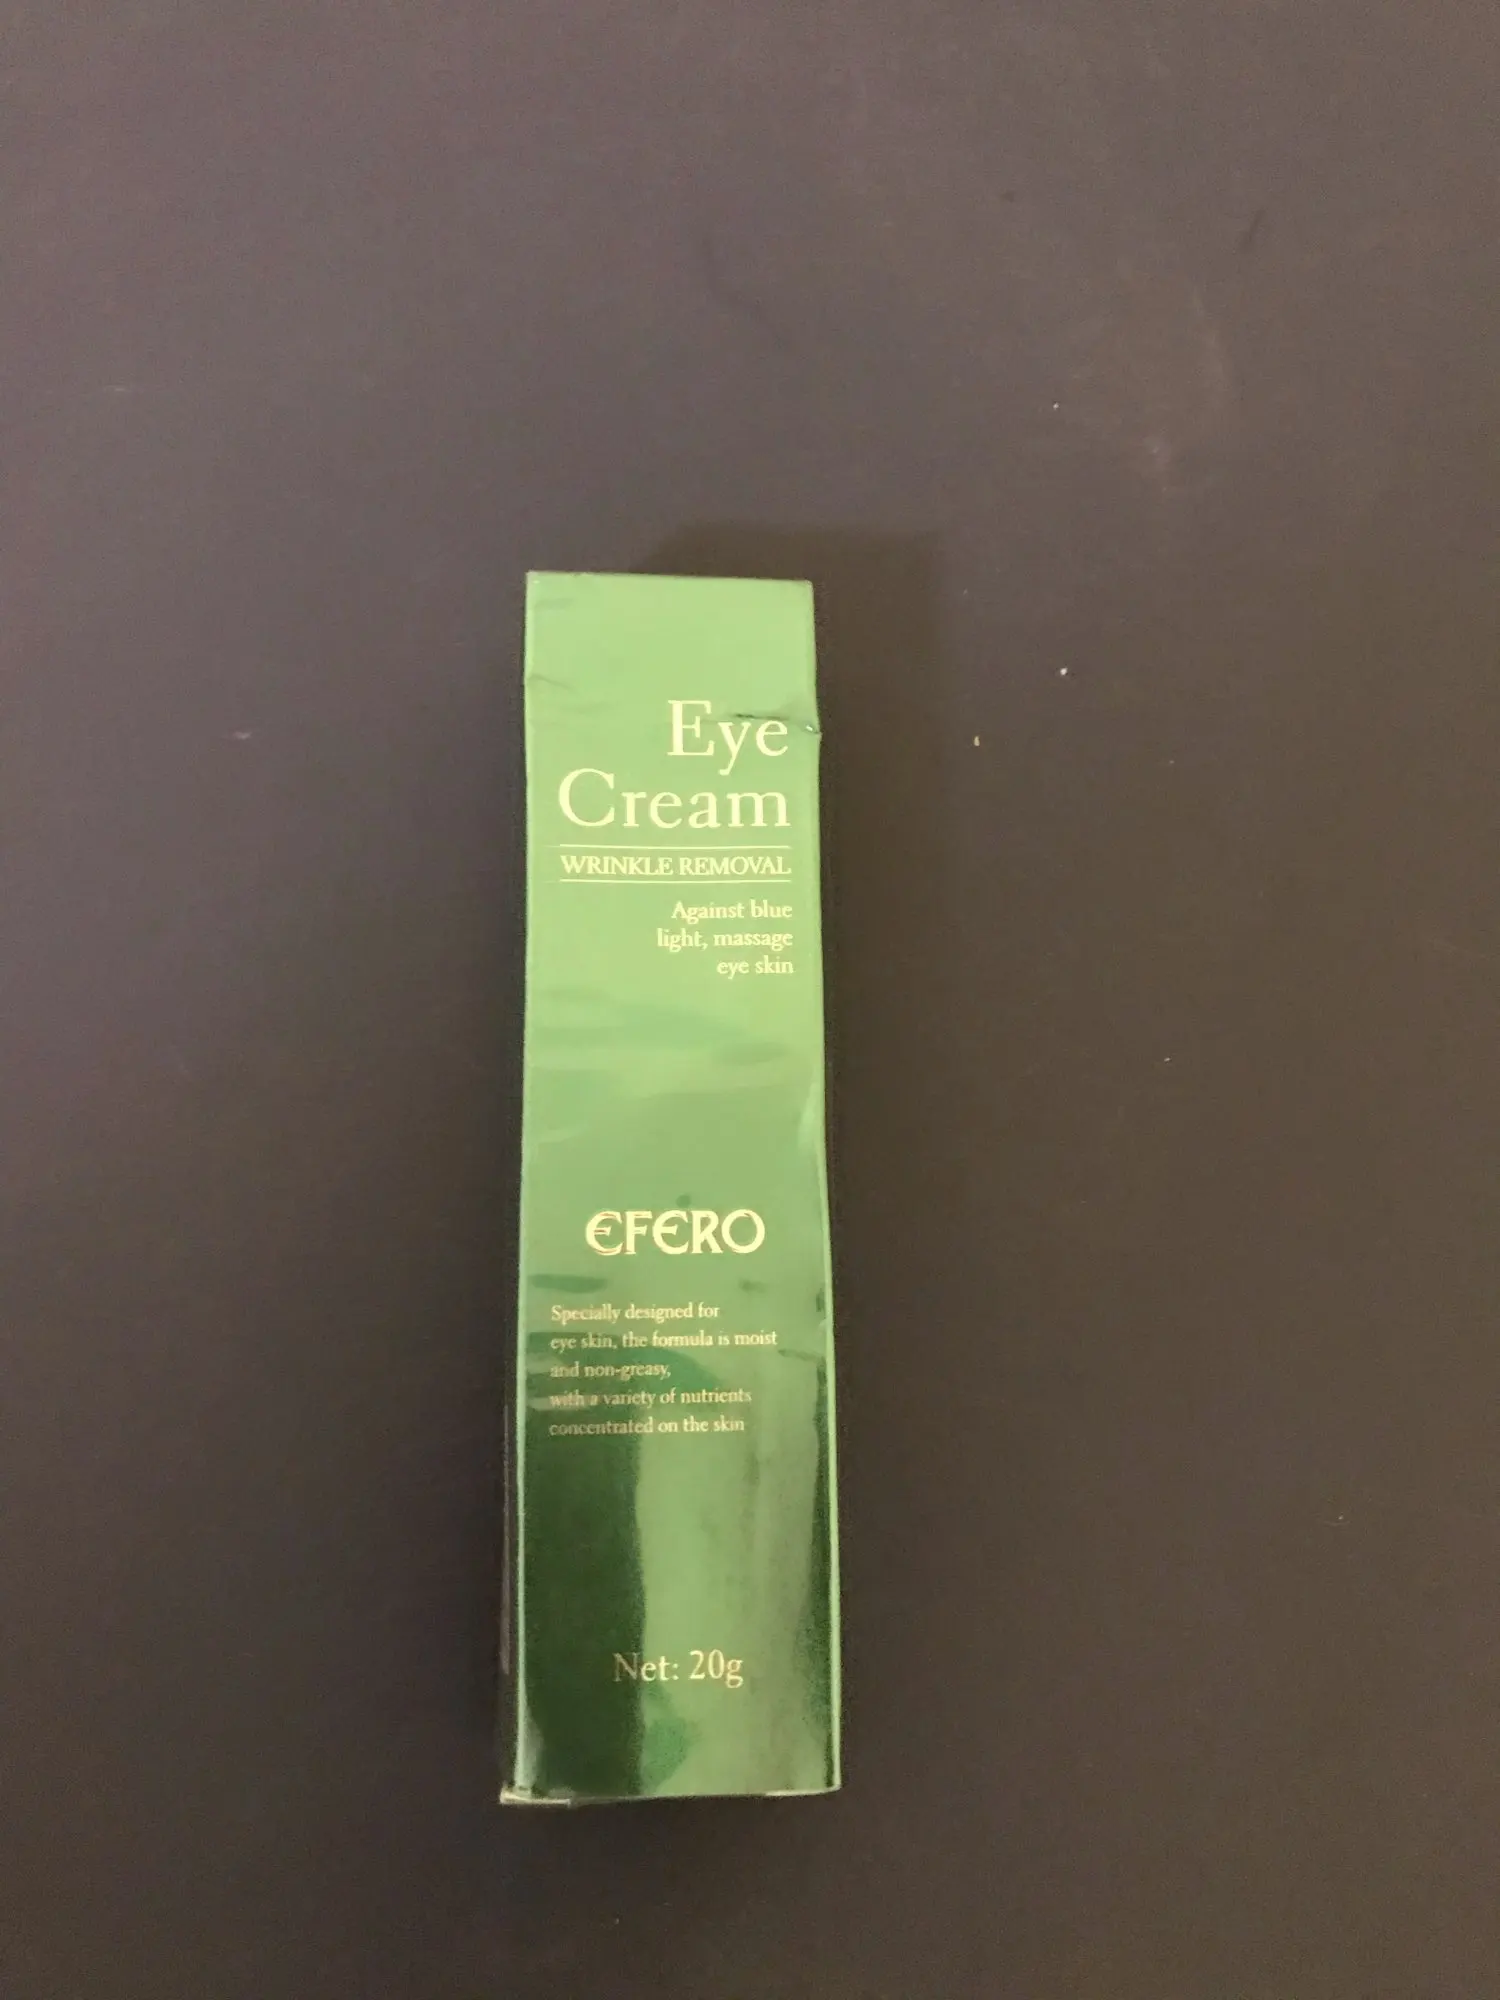 Eye
Cream
WRINKLE REMOVAL
Against blue
light, massage
eye skin
EFERO
Specially designed for
eye skin, the formula is moist
and non-greasy,
with a variety of nutrients
concentrated on the skin
Net: 20g